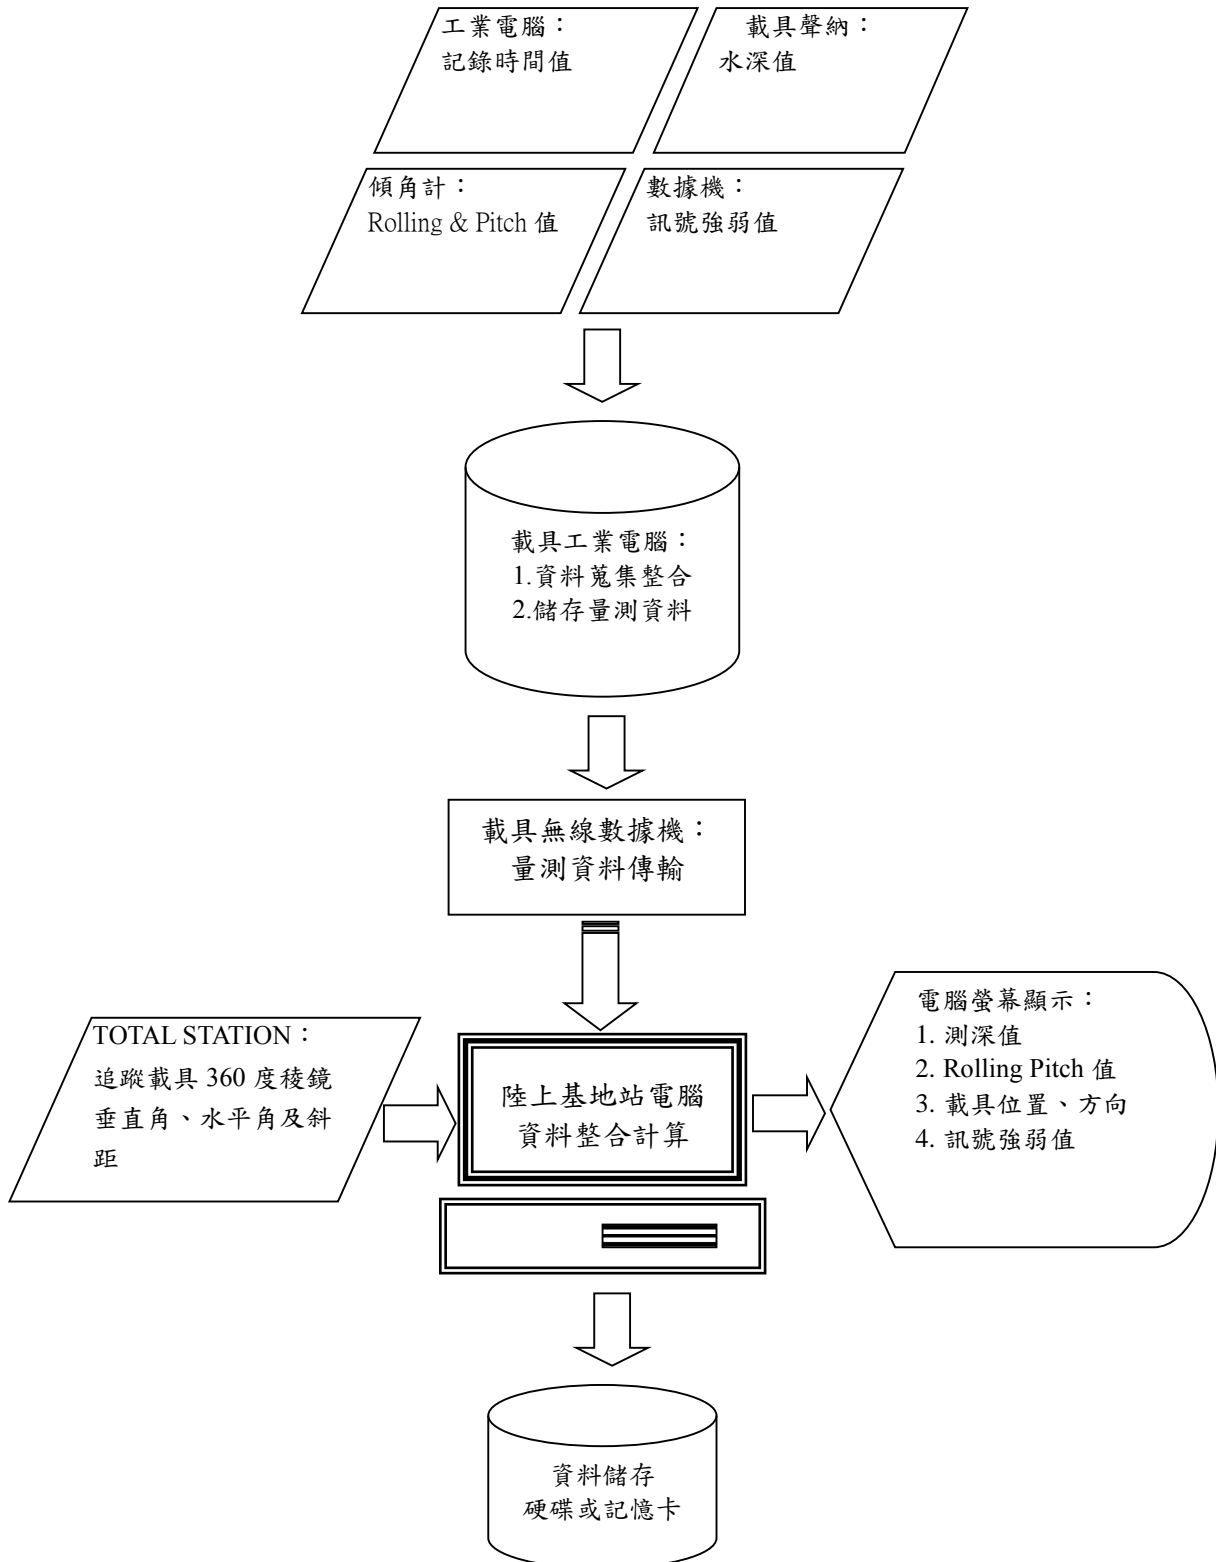 工業電腦：
記錄時間值
載具聲納：
水深值
傾角計：
Rolling & Pitch 值
數據機：
訊號強弱值
載具工業電腦：
1.資料蒐集整合
2.儲存量測資料
載具無線數據機：
量測資料傳輸
TOTAL STATION：
追蹤載具 360 度稜鏡
垂直角、水平角及斜
距
陸上基地站電腦
資料整合計算
電腦螢幕顯示：
1. 測深值
2. Rolling Pitch 值
3. 載具位置、方向
4. 訊號強弱值
資料儲存
硬碟或記憶卡